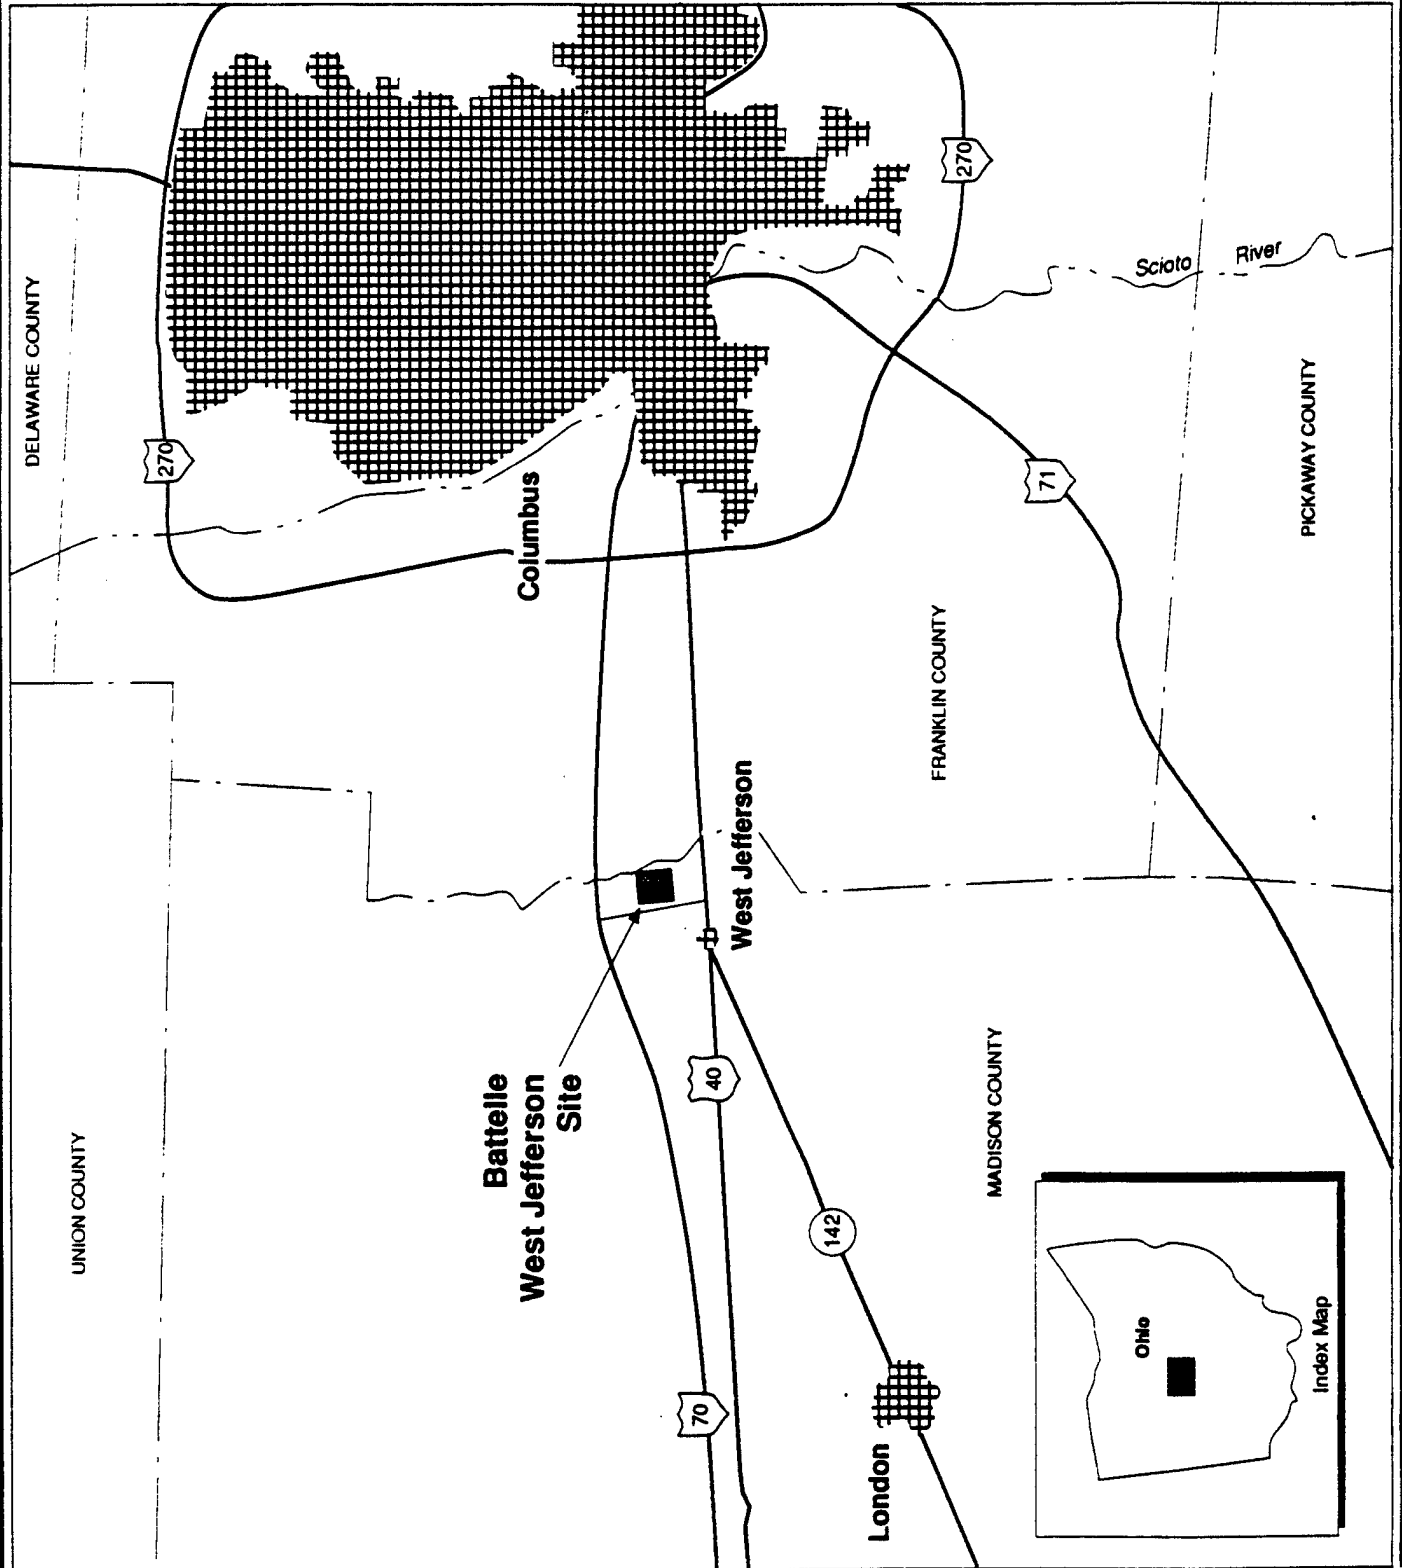 UNION COUNTY
DELAWARE COUNTY
270
Columbus
Battelle
West Jefferson
Site
70
40
West Jefferson
142
London
FRANKLIN COUNTY
MADISON COUNTY
270
71
Scioto River
PICKAWAY COUNTY
Ohio
Index Map